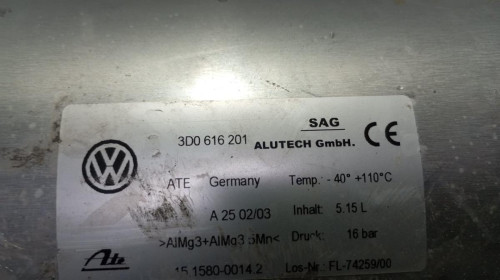 SAG
3D0 616 201 ALUTECH GmbH. CE
ATE Germany Temp. - 40° +110°C
A 25 02/03 Inhalt: 5.15 L
>AlMg3+AlMg3.5Mn< Druck: 16 bar
Ate 15.1580-0014.2 Los-Nr.: FL-74259/00